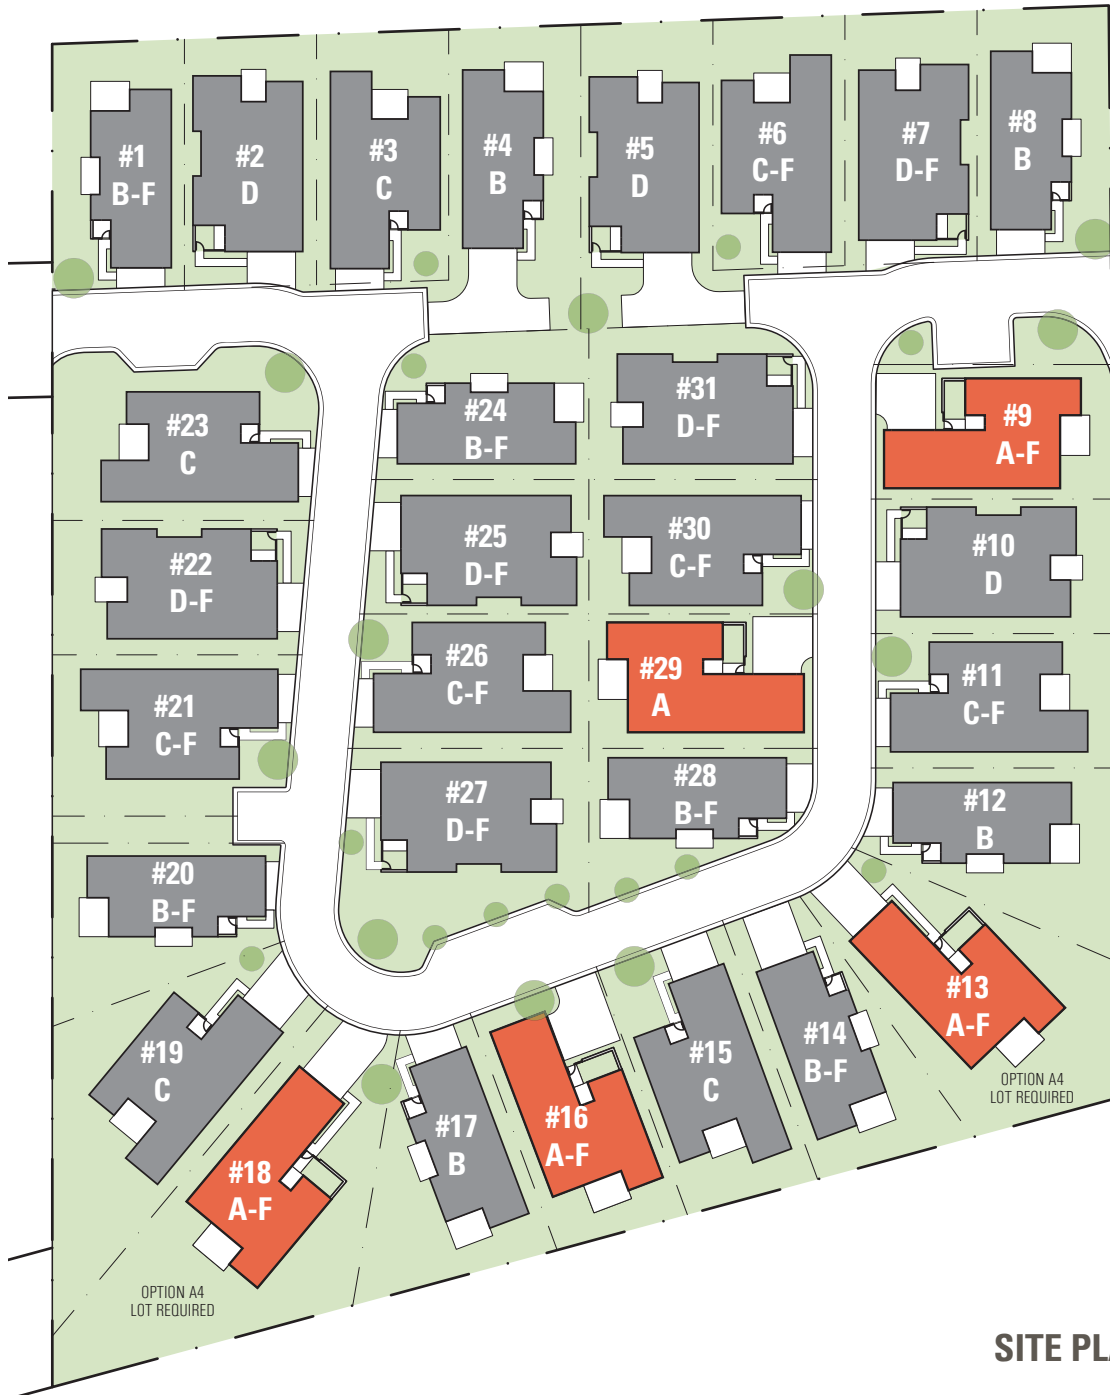 #1
B-F
#2
D
#3
C
#4
B
#5
D
#6
C-F
#7
D-F
#8
B
#23
C
#24
B-F
#31
D-F
#9
A-F
#22
D-F
#25
D-F
#30
C-F
#10
D
#21
C-F
#26
C-F
#29
A
#11
C-F
#20
B-F
#27
D-F
#28
B-F
#12
B
#19
C
#18
A-F
#17
B
#16
A-F
#15
C
#14
B-F
#13
A-F
OPTION A4
LOT REQUIRED
OPTION A4
LOT REQUIRED
SITE PLA